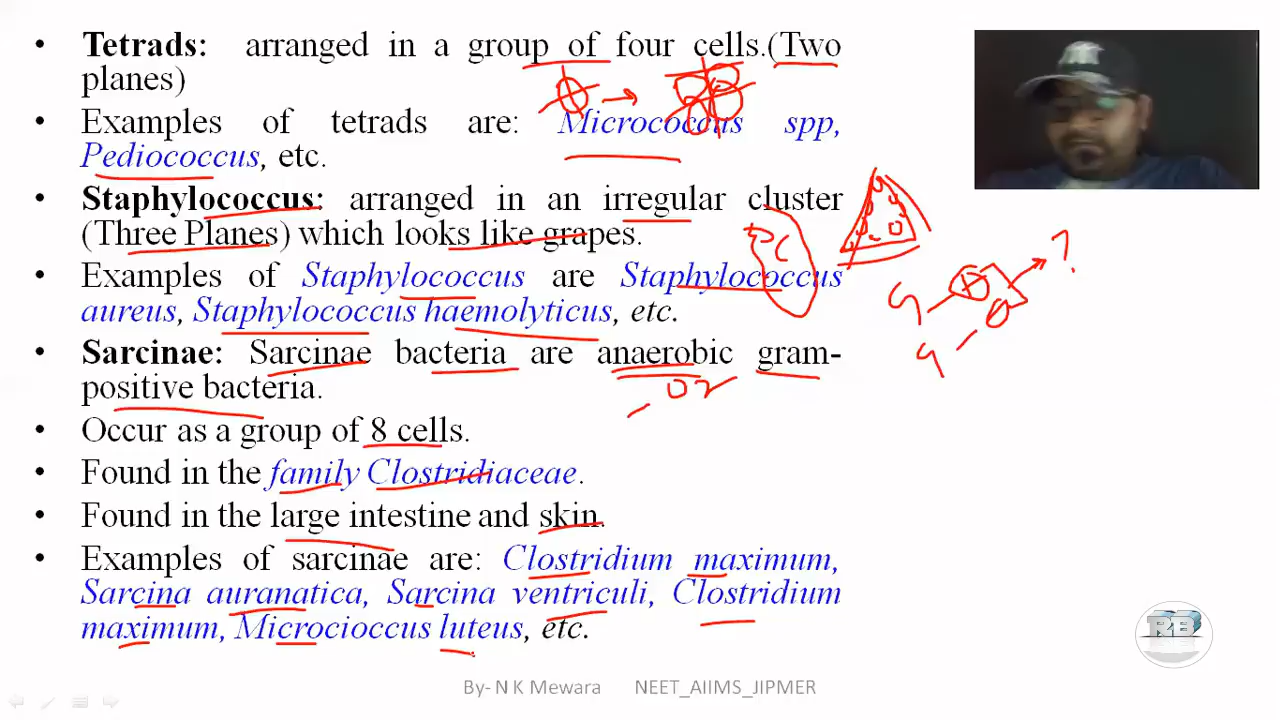 • Tetrads: arranged in a group of four cells.(Two
planes)
• Examples of tetrads are: Micrococcus spp,
Pediococcus, etc.
• Staphylococcus: arranged in an irregular cluster
(Three Planes) which looks like grapes.
• Examples of Staphylococcus are Staphylococcus
aureus, Staphylococcus haemolyticus, etc.
• Sarcinae: Sarcinae bacteria are anaerobic gram-
positive bacteria.
• Occur as a group of 8 cells.
• Found in the family Clostridiaceae.
• Found in the large intestine and skin.
• Examples of sarcinae are: Clostridium maximum,
Sarcina auranatica, Sarcina ventriculi, Clostridium
maximum, Microcioccus luteus, etc.
?
O2
RB
By- N K Mewara NEET_AIIMS_JIPMER